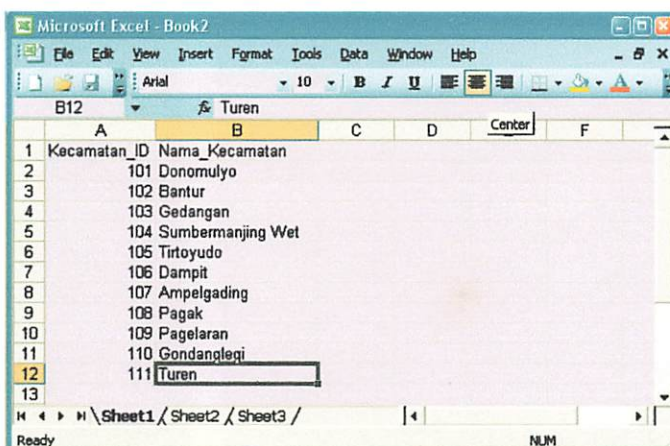 Microsoft Excel - Book2
File Edit View Insert Format Tools Data Window Help
Arial 10 B I U A
B12 fx Turen
Center
A B C D F
1 Kecamatan_ID Nama_Kecamatan
2 101 Donomulyo
3 102 Bantur
4 103 Gedangan
5 104 Sumbermanjing Wet
6 105 Tirtoyudo
7 106 Dampit
8 107 Ampelgading
9 108 Pagak
10 109 Pagelaran
11 110 Gondanglegi
12 111 Turen
13
Sheet1 / Sheet2 / Sheet3 /
Ready NUM